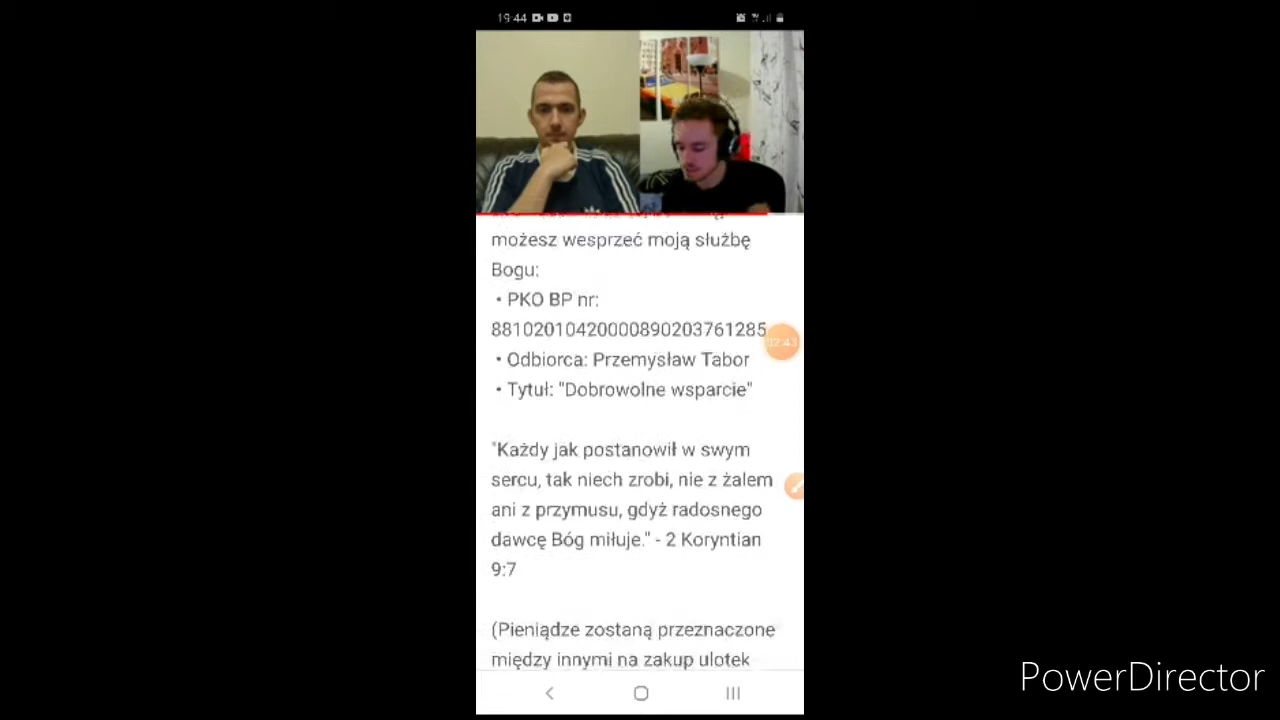 19:44
możesz wesprzeć moją służbę
Bogu:
• PKO BP nr:
88102010420000890203761285
• Odbiorca: Przemysław Tabor
• Tytuł: "Dobrowolne wsparcie"
"Każdy jak postanowił w swym
sercu, tak niech zrobi, nie z żalem
ani z przymusu, gdyż radosnego
dawcę Bóg miłuje." - 2 Koryntian
9:7
(Pieniądze zostaną przeznaczone
między innymi na zakup ulotek
02:43
PowerDirector